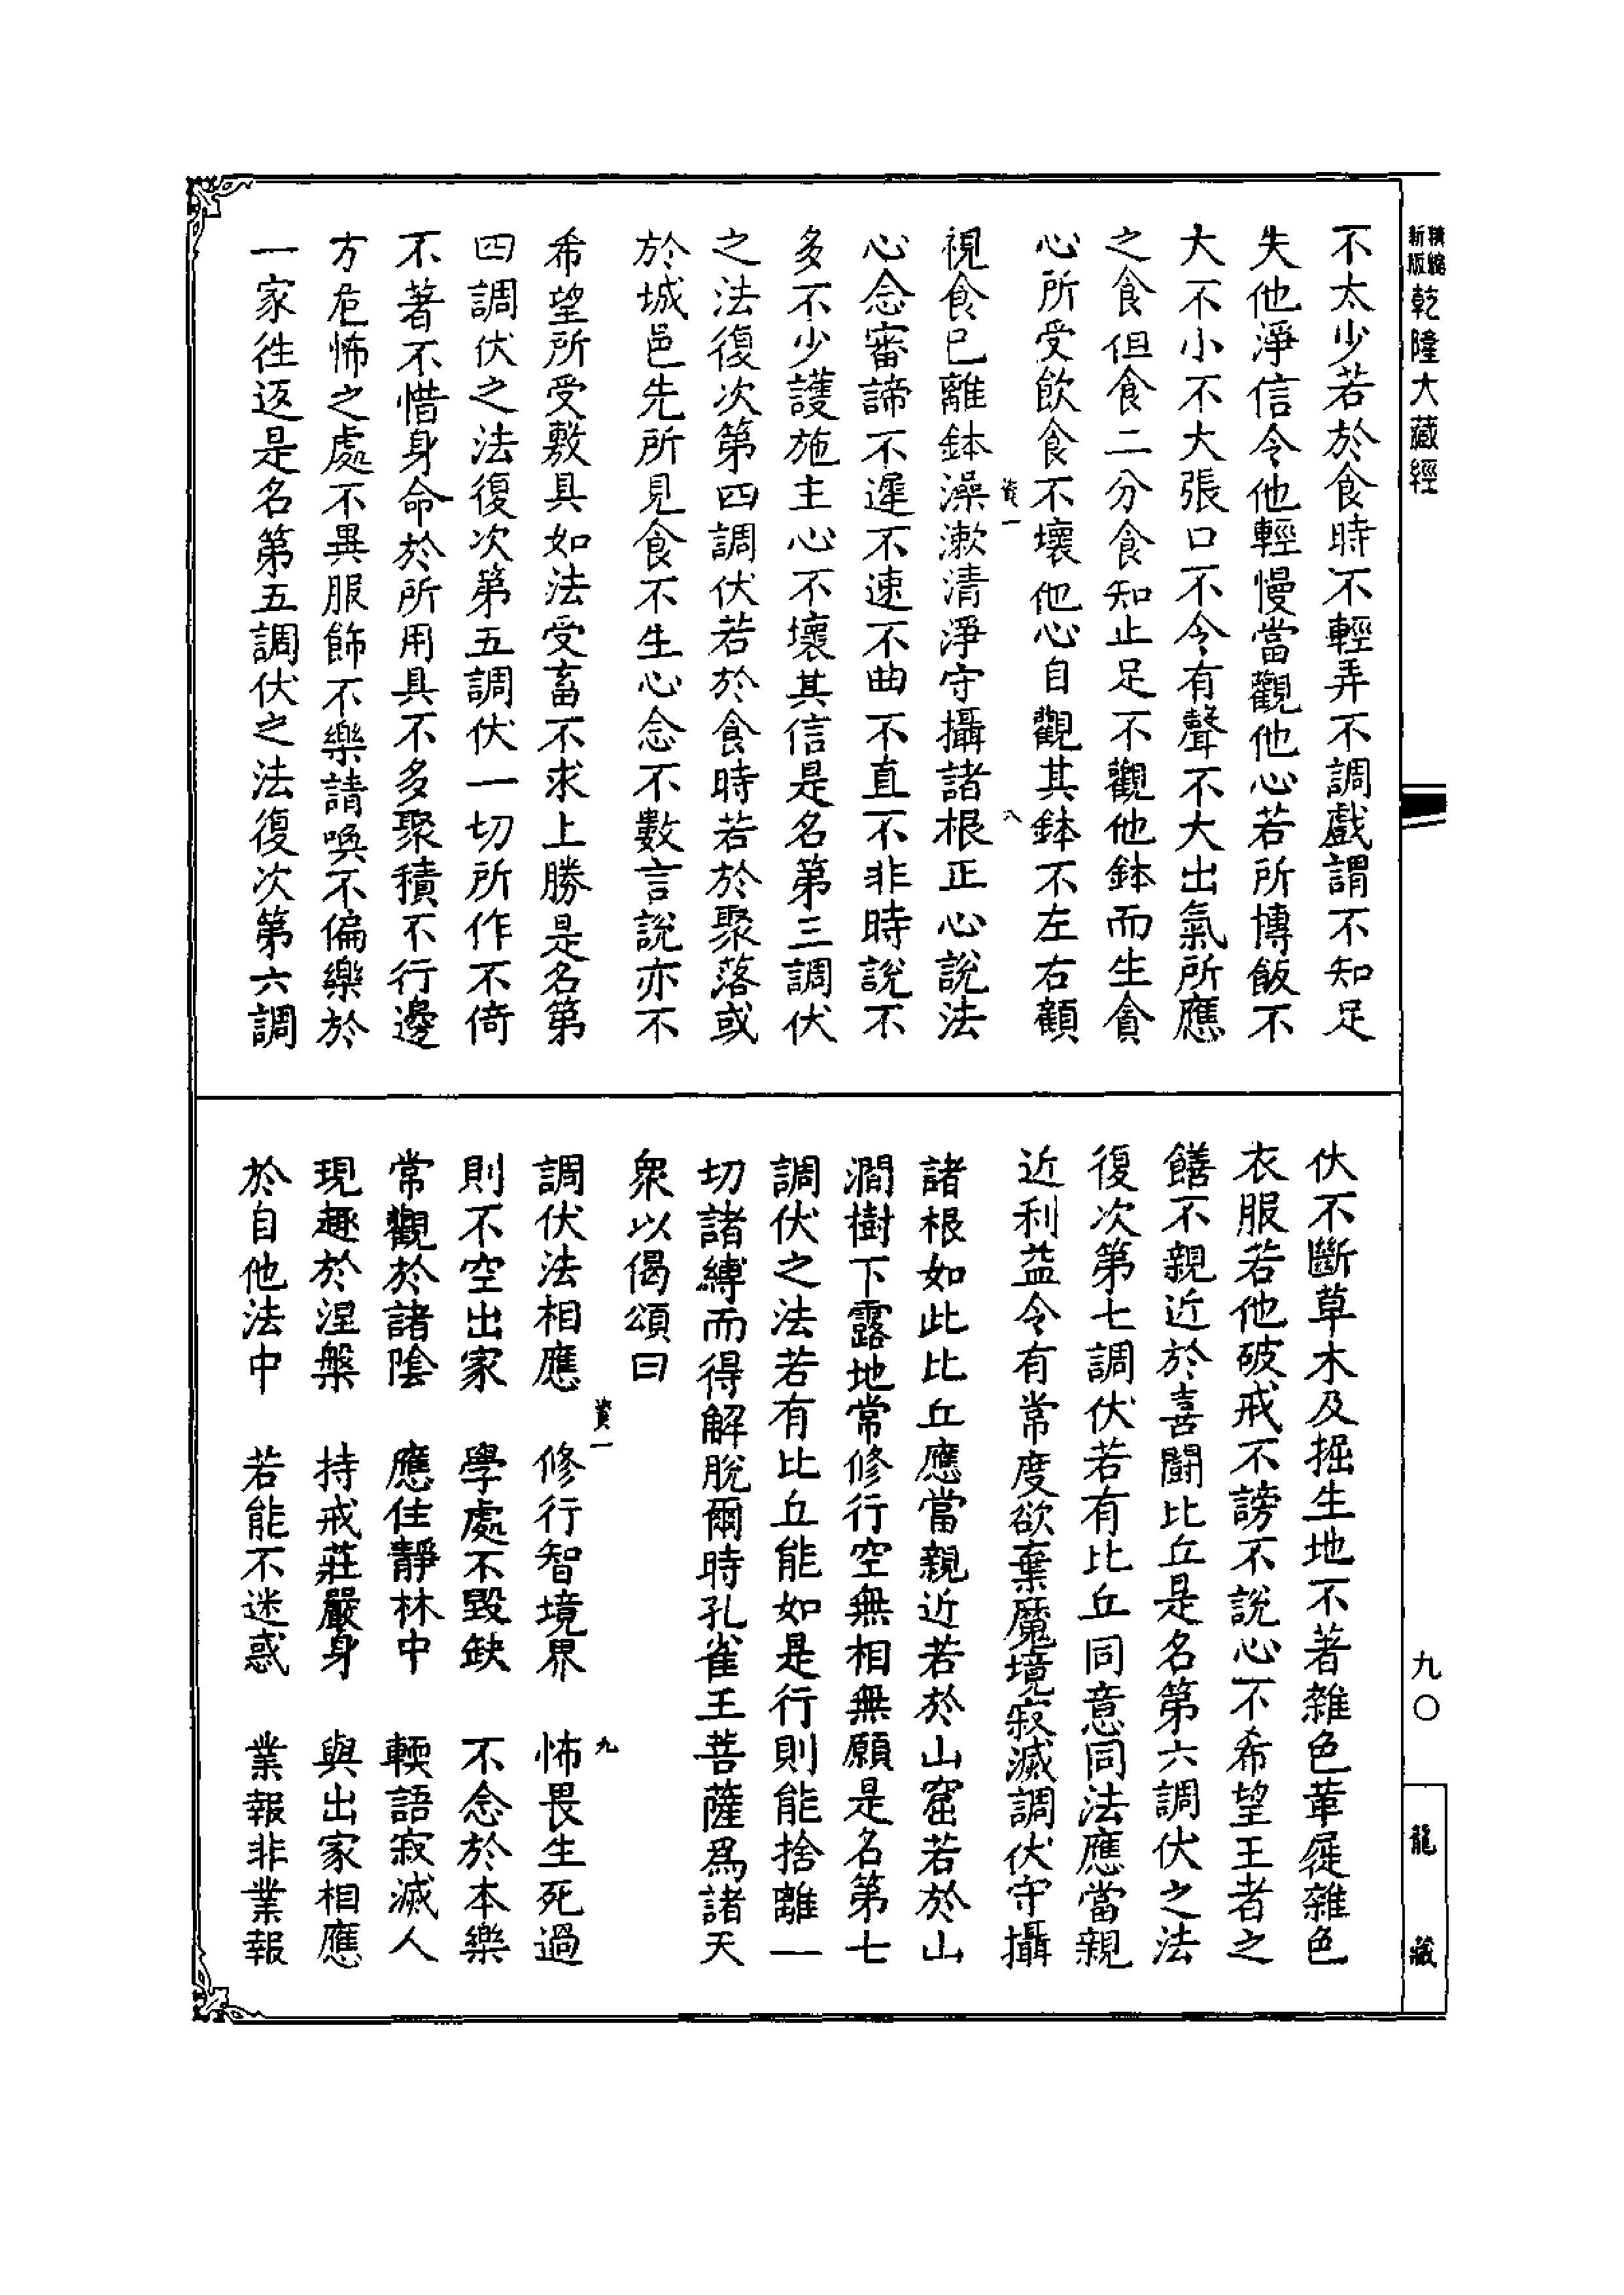 新版
精縮
乾隆大藏經
不太少若於食時不輕弄不調戲謂不知足
失他淨信令他輕慢當觀他心若所博飯不
大不小不大張口不令有聲不大出氣所應
之食但食二分食知止足不觀他鉢而生貪
心所受飲食不壞他心自觀其鉢不左右顧
資一
八
視食已離鉢澡漱清淨守攝諸根正心說法
心念審諦不遲不速不曲不直不非時說不
多不少護施主心不壞其信是名第三調伏
之法復次第四調伏若於食時若於聚落或
於城邑先所見食不生心念不數言說亦不
希望所受敷具如法受畜不求上勝是名第
四調伏之法復次第五調伏一切所作不倚
不著不惜身命於所用具不多聚積不行邊
方危怖之處不異服飾不樂請喚不偏樂於
一家徃返是名第五調伏之法復次第六調
伏不斷草木及掘生地不著雜色革屣雜色
衣服若他破戒不謗不說心不希望王者之
饍不親近於喜鬪比丘是名第六調伏之法
復次第七調伏若有比丘同意同法應當親
近利益令有常度欲棄魔境寂滅調伏守攝
諸根如此比丘應當親近若於山窟若於山
澗樹下露地常修行空無相無願是名第七
調伏之法若有比丘能如是行則能捨離一
切諸縛而得解脫爾時孔雀王菩薩爲諸天
衆以偈頌曰
資一
九
調伏法相應　修行智境界　怖畏生死過
則不空出家　學處不毀缺　不念於本樂
常觀於諸陰　應住靜林中　輭語寂滅人
現趣於涅槃　持戒莊嚴身　與出家相應
於自他法中　若能不迷惑　業報非業報
九〇
龍藏